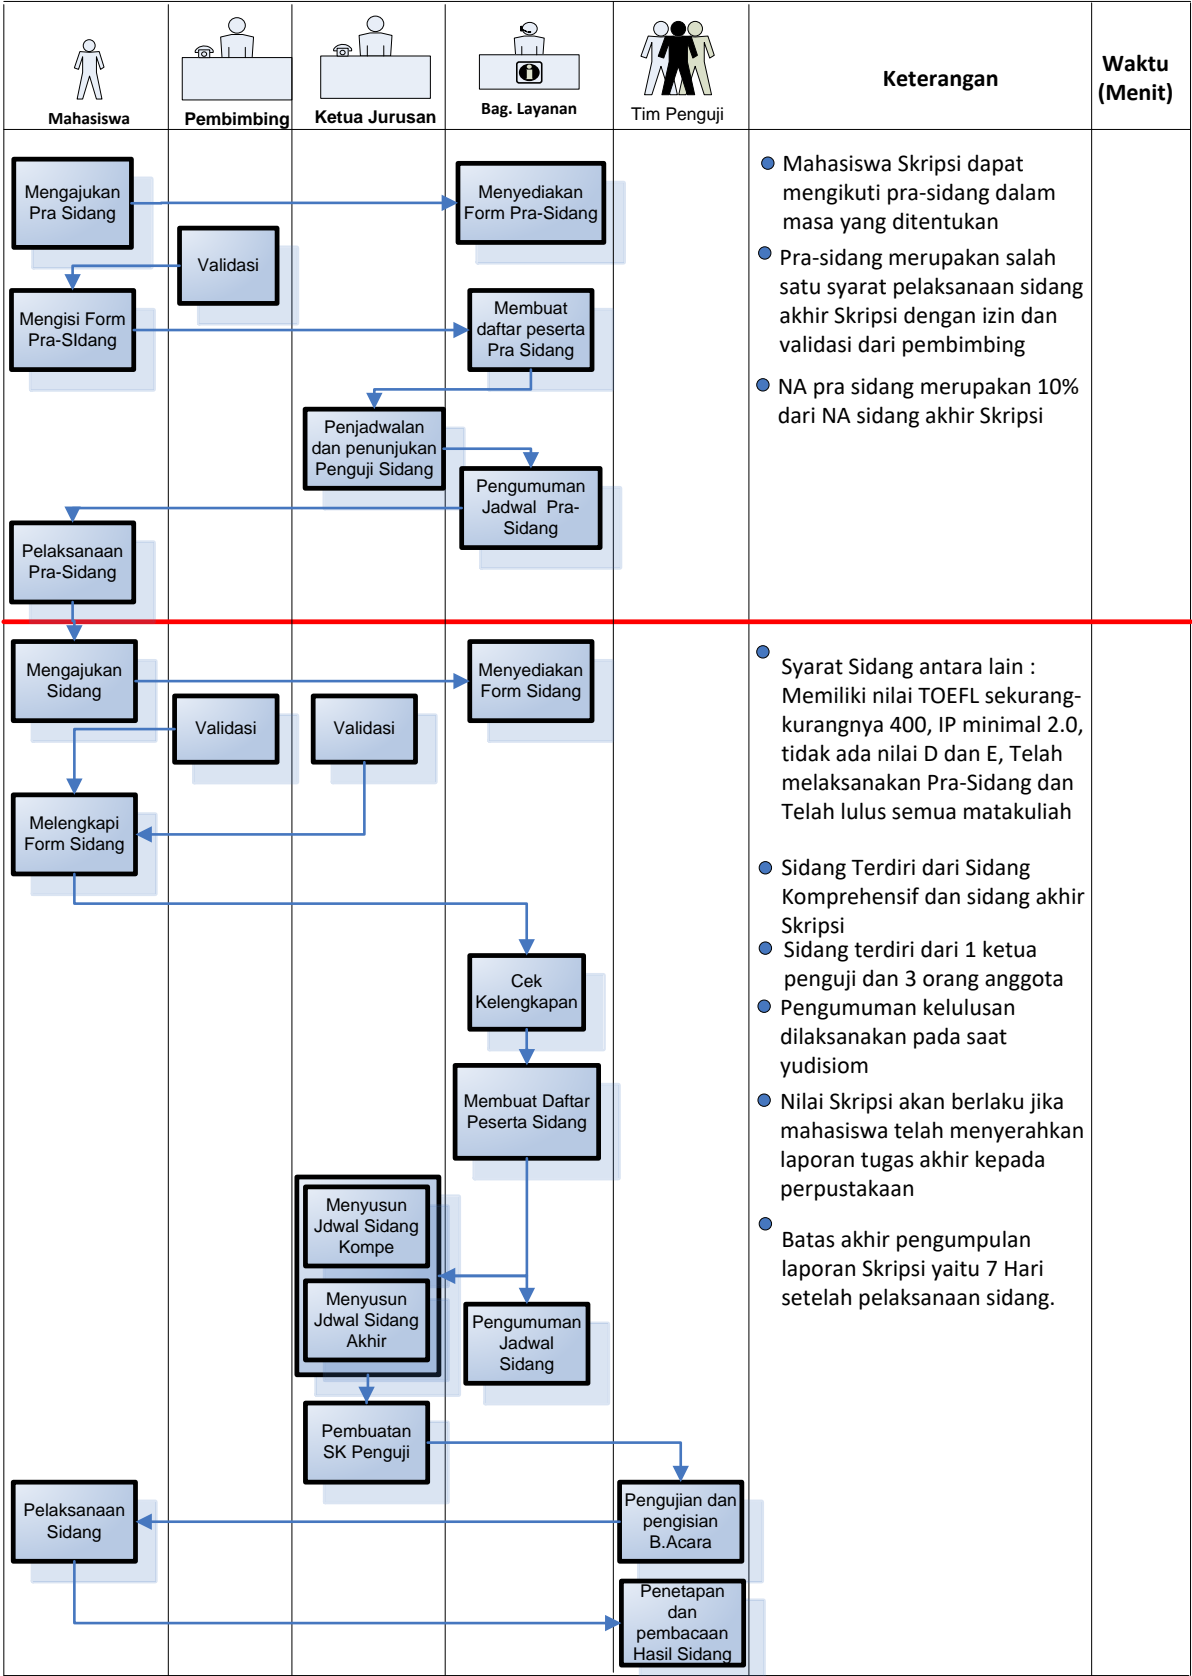 Mahasiswa
Pembimbing
Ketua Jurusan
Bag. Layanan
Tim Penguji
Keterangan
Waktu
(Menit)
Mengajukan
Pra Sidang
Menyediakan
Form Pra-Sidang
Validasi
Mengisi Form
Pra-SIdang
Membuat
daftar peserta
Pra Sidang
Penjadwalan
dan penunjukan
Penguji Sidang
Pengumuman
Jadwal Pra-
Sidang
Pelaksanaan
Pra-Sidang
Mahasiswa Skripsi dapat
mengikuti pra-sidang dalam
masa yang ditentukan
Pra-sidang merupakan salah
satu syarat pelaksanaan sidang
akhir Skripsi dengan izin dan
validasi dari pembimbing
NA pra sidang merupakan 10%
dari NA sidang akhir Skripsi
Mengajukan
Sidang
Menyediakan
Form Sidang
Validasi
Validasi
Melengkapi
Form Sidang
Cek
Kelengkapan
Membuat Daftar
Peserta Sidang
Menyusun
Jdwal Sidang
Kompe
Menyusun
Jdwal Sidang
Akhir
Pengumuman
Jadwal
Sidang
Pembuatan
SK Penguji
Pelaksanaan
Sidang
Pengujian dan
pengisian
B.Acara
Penetapan
dan
pembacaan
Hasil Sidang
Syarat Sidang antara lain :
Memiliki nilai TOEFL sekurang-
kurangnya 400, IP minimal 2.0,
tidak ada nilai D dan E, Telah
melaksanakan Pra-Sidang dan
Telah lulus semua matakuliah
Sidang Terdiri dari Sidang
Komprehensif dan sidang akhir
Skripsi
Sidang terdiri dari 1 ketua
penguji dan 3 orang anggota
Pengumuman kelulusan
dilaksanakan pada saat
yudisiom
Nilai Skripsi akan berlaku jika
mahasiswa telah menyerahkan
laporan tugas akhir kepada
perpustakaan
Batas akhir pengumpulan
laporan Skripsi yaitu 7 Hari
setelah pelaksanaan sidang.